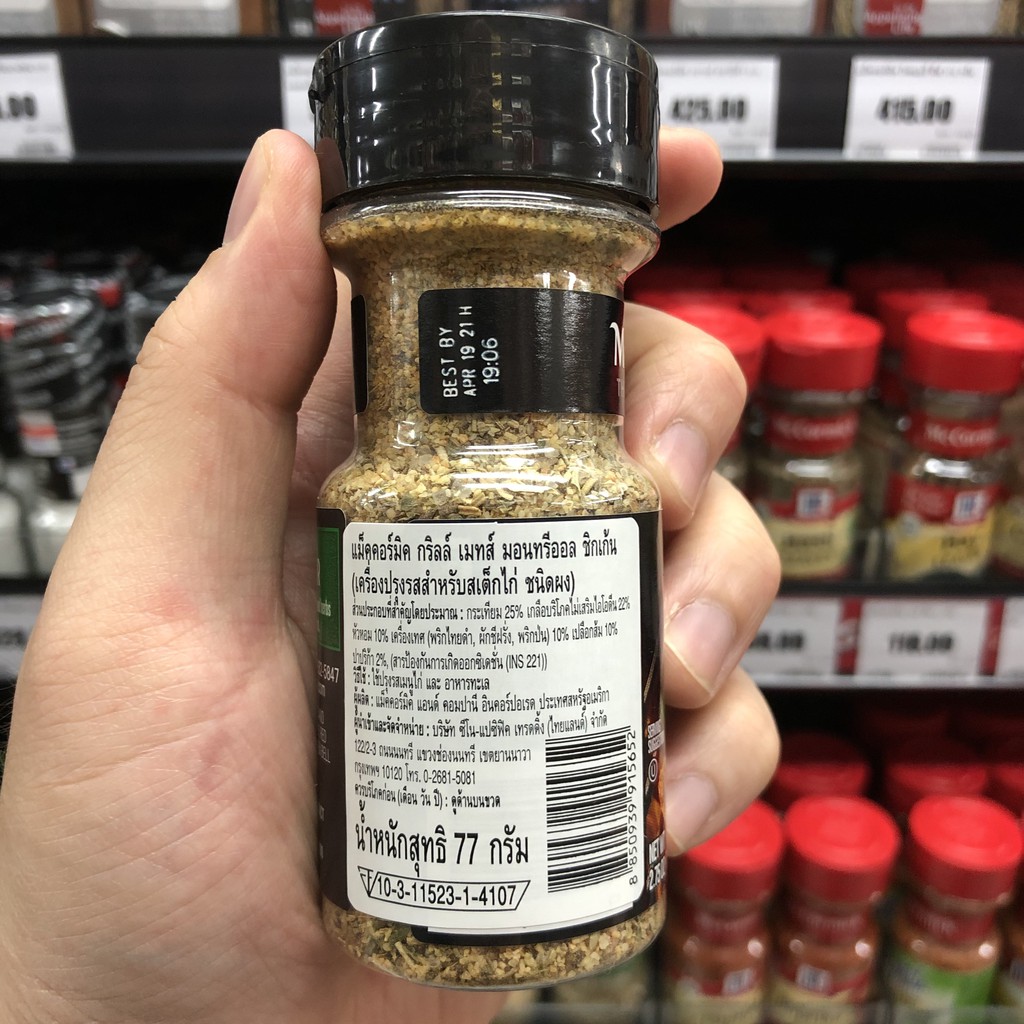 425.00
415.00
BEST BY
APR 19 21 H
19:06
แม็คคอร์มิค กริลล์ เมทส์ มอนทรีออล ชิกเก้น
(เครื่องปรุงรสสำหรับสเต็กไก่ ชนิดผง)
ส่วนประกอบที่สำคัญโดยประมาณ : กระเทียม 25% เกลือบริโภคไม่เสริมไอโอดีน 22%
หัวหอม 10% เครื่องเทศ (พริกไทยดำ, ผักชีฝรั่ง, พริกป่น) 10% เปลือกส้ม 10%
ปาปริก้า 2%, (สารป้องกันการเกิดออกซิเดชั่น (INS 221))
วิธีใช้ : ใช้ปรุงรสเมนูไก่ และ อาหารทะเล
ผู้ผลิต : แม็คคอร์มิค แอนด์ คอมปานี อินคอร์ปอเรด ประเทศสหรัฐอเมริกา
ผู้นำเข้าและจัดจำหน่าย : บริษัท ซีโน-แปซิฟิค เทรดดิ้ง (ไทยแลนด์) จำกัด
122/2-3 ถนนนนทรี แขวงช่องนนทรี เขตยานนาวา
กรุงเทพฯ 10120 โทร. 0-2681-5081
ควรบริโภคก่อน (เดือน วัน ปี) : ดูด้านบนขวด
น้ำหนักสุทธิ 77 กรัม
F/10-3-11523-1-4107
8 850939 915652
McCormick
McCormick
110.00